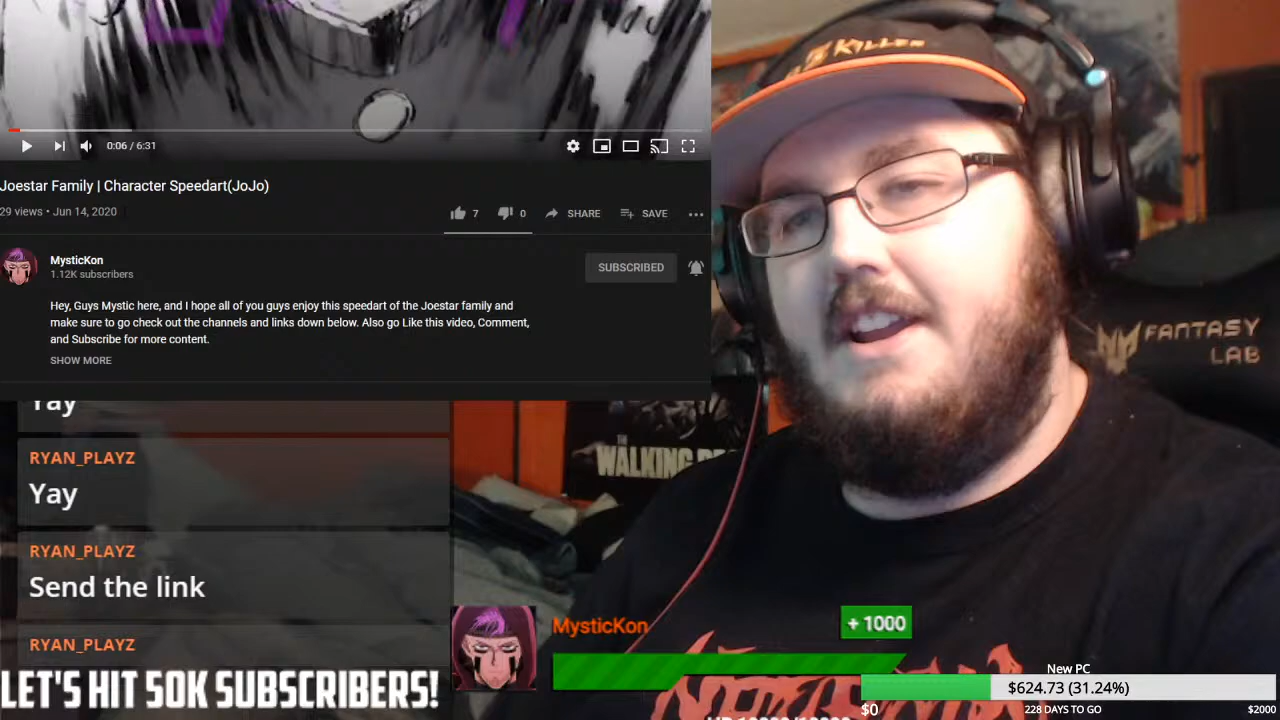 0:06 / 6:31
Joestar Family | Character Speedart(JoJo)
29 views • Jun 14, 2020
7
0
SHARE
SAVE
MysticKon
1.12K subscribers
SUBSCRIBED
Hey, Guys Mystic here, and I hope all of you guys enjoy this speedart of the Joestar family and
make sure to go check out the channels and links down below. Also go Like this video, Comment,
and Subscribe for more content.
SHOW MORE
Yay
RYAN_PLAYZ
Yay
RYAN_PLAYZ
Send the link
RYAN_PLAYZ
LET'S HIT 50K SUBSCRIBERS!
KILLER
FANTASY
LAB
THE
WALKING
MysticKon
+ 1000
New PC
$624.73 (31.24%)
$0
228 DAYS TO GO
$2000